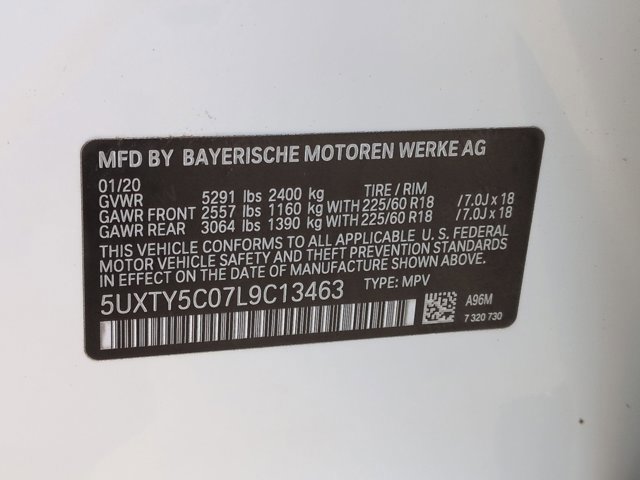 MFD BY BAYERISCHE MOTOREN WERKE AG
01/20 TIRE / RIM
GVWR 5291 lbs 2400 kg
GAWR FRONT 2557 lbs 1160 kg WITH 225/60 R18 /7.0J x 18
GAWR REAR 3064 lbs 1390 kg WITH 225/60 R18 /7.0J x 18
THIS VEHICLE CONFORMS TO ALL APPLICABLE U. S. FEDERAL
MOTOR VEHICLE SAFETY AND THEFT PREVENTION STANDARDS
IN EFFECT ON THE DATE OF MANUFACTURE SHOWN ABOVE.
5UXTY5C07L9C13463 TYPE: MPV
A96M
7 320 730